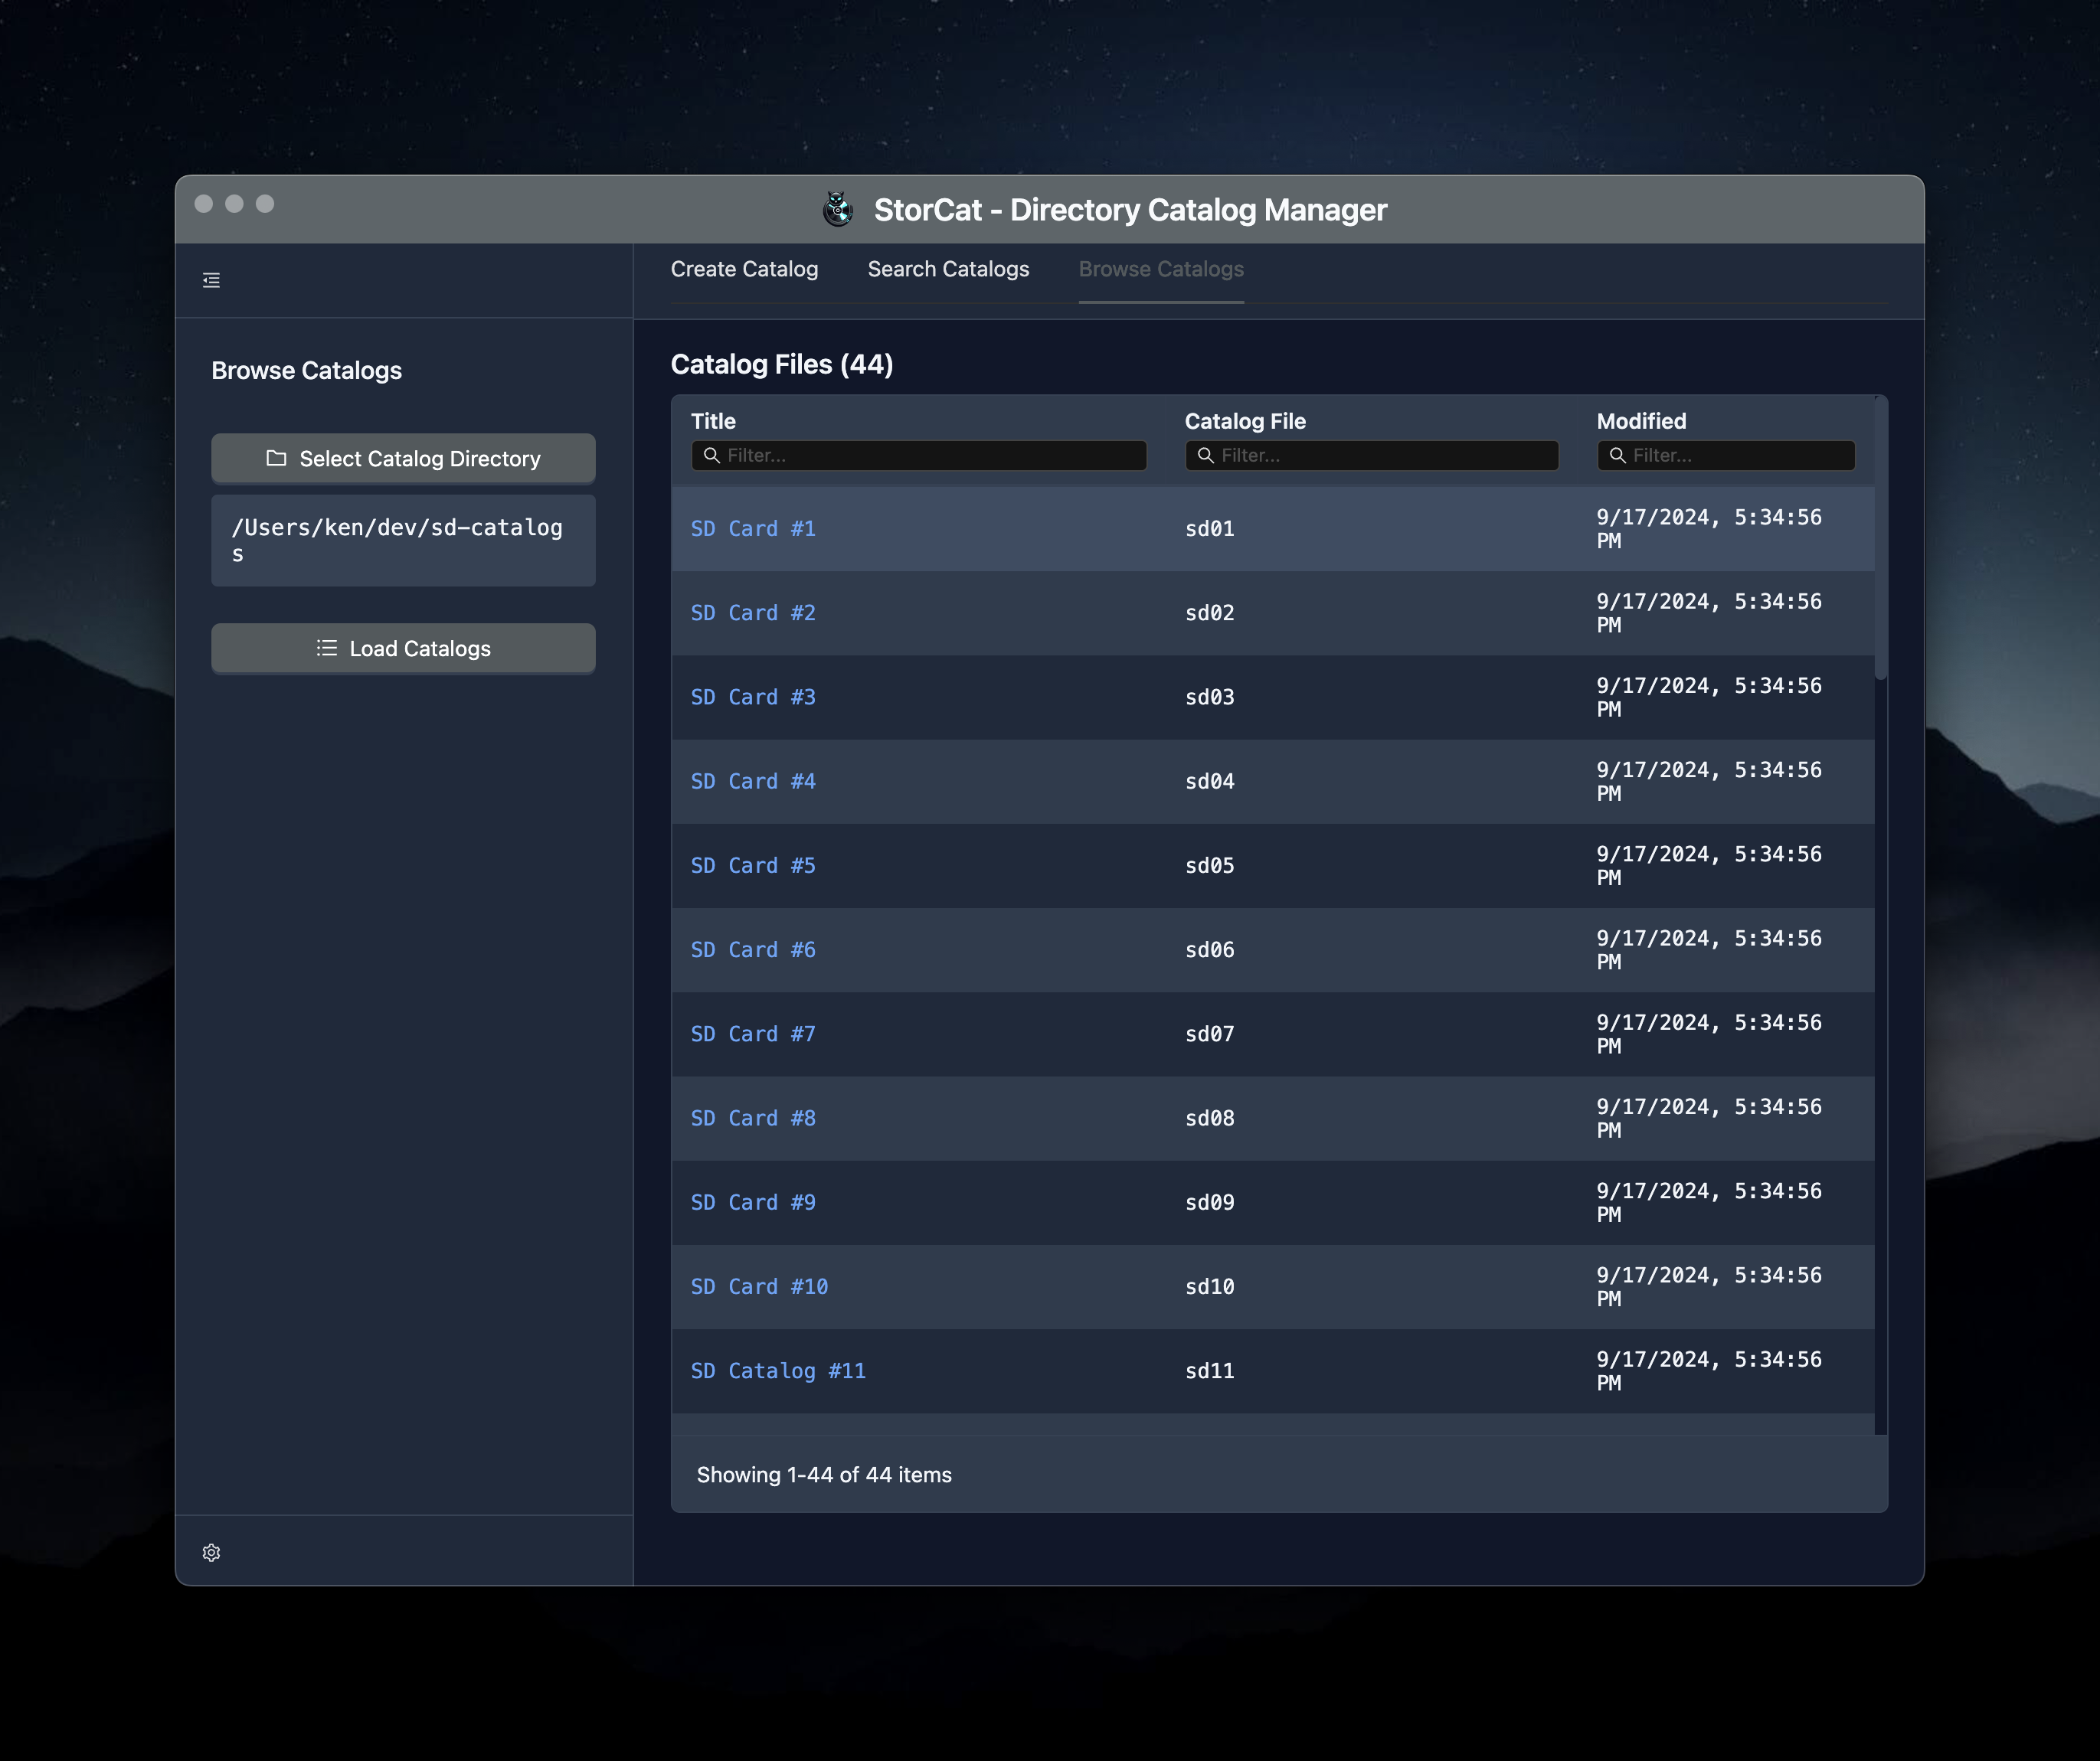 StorCat - Directory Catalog Manager
Create Catalog Search Catalogs Browse Catalogs
Browse Catalogs
Select Catalog Directory
/Users/ken/dev/sd-catalog
s
Load Catalogs
Catalog Files (44)
Title Catalog File Modified
Filter... Filter... Filter...
SD Card #1 sd01 9/17/2024, 5:34:56
PM
SD Card #2 sd02 9/17/2024, 5:34:56
PM
SD Card #3 sd03 9/17/2024, 5:34:56
PM
SD Card #4 sd04 9/17/2024, 5:34:56
PM
SD Card #5 sd05 9/17/2024, 5:34:56
PM
SD Card #6 sd06 9/17/2024, 5:34:56
PM
SD Card #7 sd07 9/17/2024, 5:34:56
PM
SD Card #8 sd08 9/17/2024, 5:34:56
PM
SD Card #9 sd09 9/17/2024, 5:34:56
PM
SD Card #10 sd10 9/17/2024, 5:34:56
PM
SD Catalog #11 sd11 9/17/2024, 5:34:56
PM
Showing 1-44 of 44 items